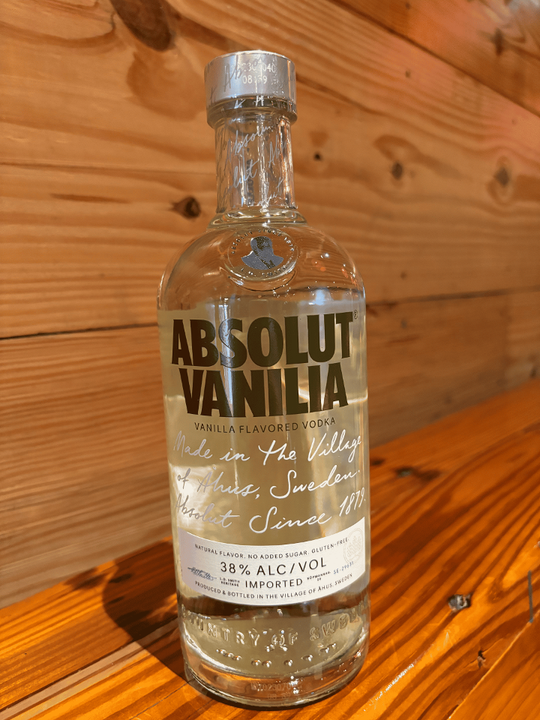 ABSOLUT®
VANILIA
VANILLA FLAVORED VODKA
Made in the Village
of Åhus, Sweden.
Absolut Since 1879.
NATURAL FLAVOR. NO ADDED SUGAR. GLUTEN-FREE.
38% ALC/VOL
IMPORTED
PRODUCED & BOTTLED IN THE VILLAGE OF ÅHUS, SWEDEN
COUNTRY OF SWEDEN